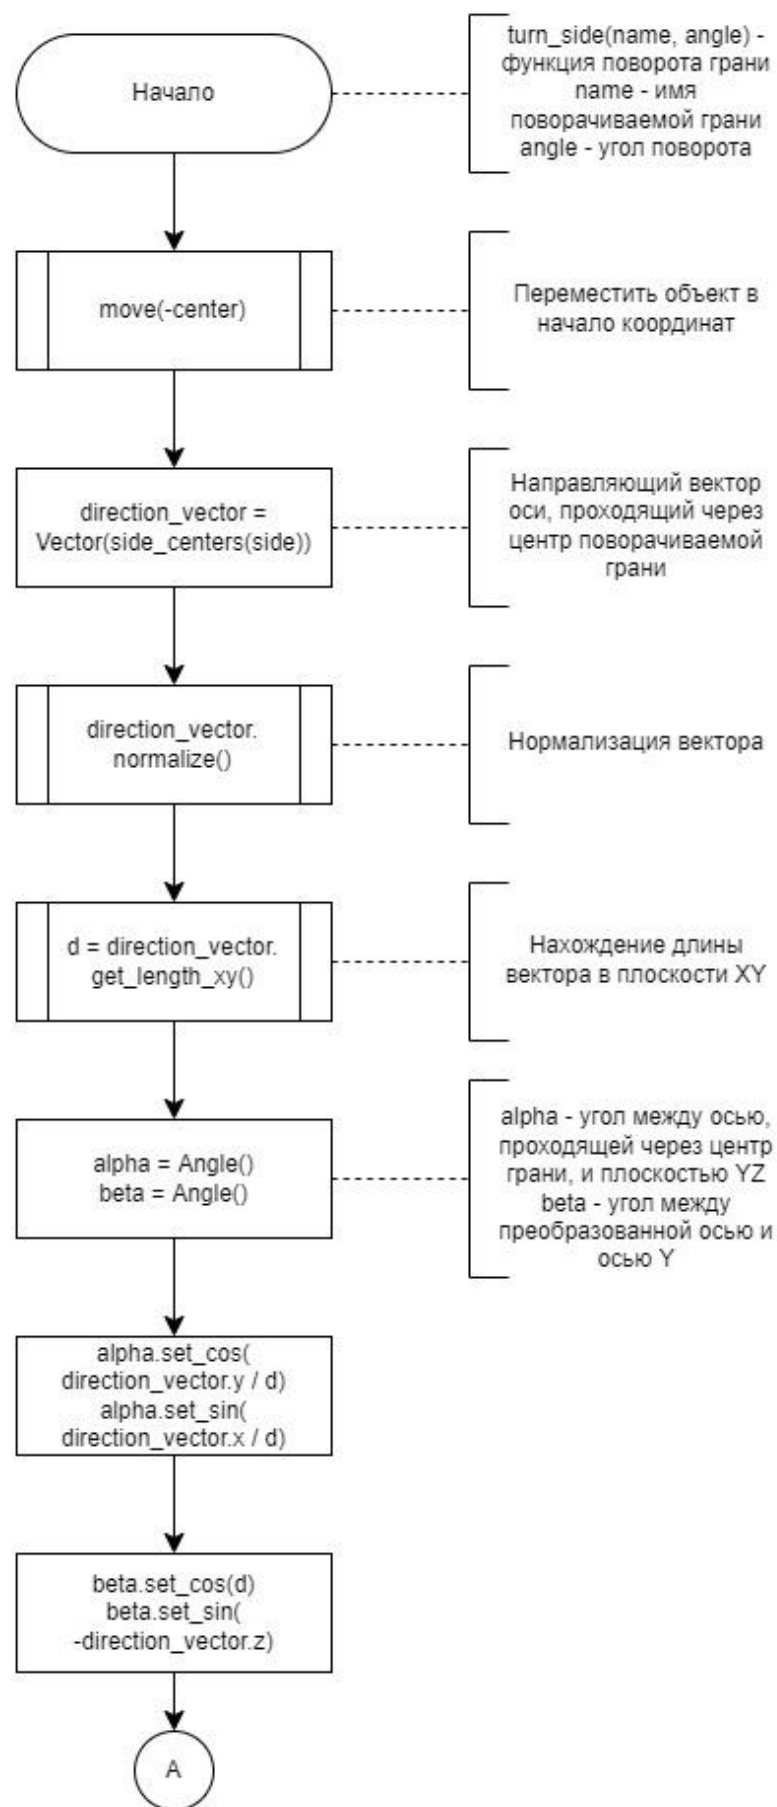 Начало
turn_side(name, angle) -
функция поворота грани
name - имя
поворачиваемой грани
angle - угол поворота
move(-center)
Переместить объект в
начало координат
direction_vector =
Vector(side_centers(side))
Направляющий вектор
оси, проходящий через
центр поворачиваемой
грани
direction_vector.
normalize()
Нормализация вектора
d = direction_vector.
get_length_xy()
Нахождение длины
вектора в плоскости XY
alpha = Angle()
beta = Angle()
alpha - угол между осью,
проходящей через центр
грани, и плоскостью YZ
beta - угол между
преобразованной осью и
осью Y
alpha.set_cos(
direction_vector.y / d)
alpha.set_sin(
direction_vector.x / d)
beta.set_cos(d)
beta.set_sin(
-direction_vector.z)
A